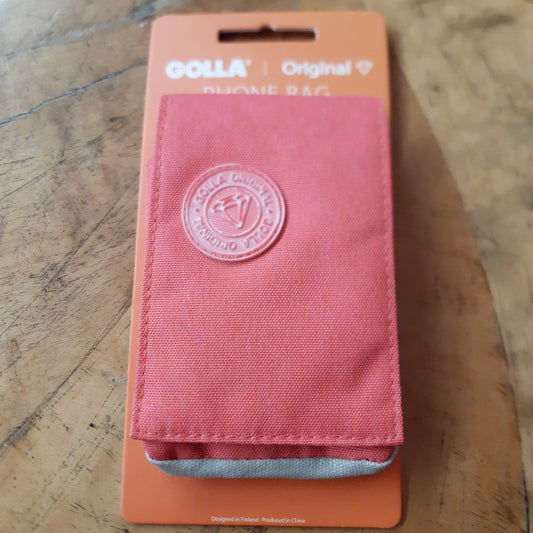 GOLLA® | Original
PHONE BAG
GOLLA ORIGINAL · GOLLA ORIGINAL ·
Designed in Finland · Produced in China